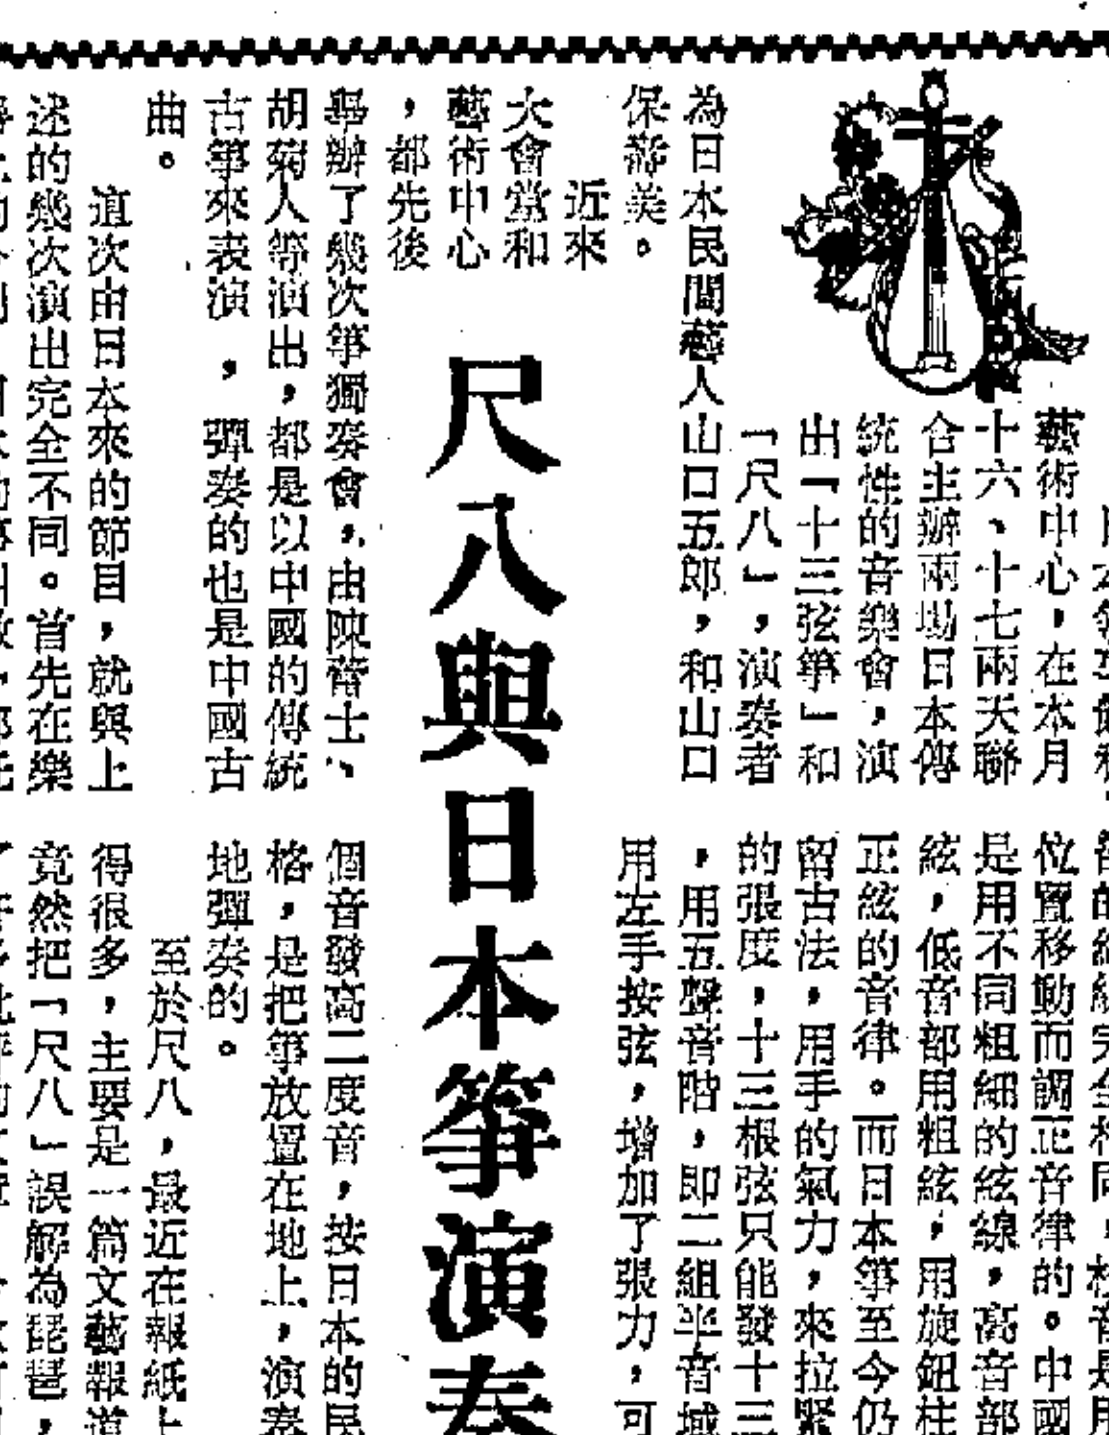 尺八與日本箏演奏
藝術中心，在本月
十六、十七兩天聯
合主辦兩場日本傳
統性的音樂會，演
出「十三弦箏」和
「尺八」，演奏者
為日本民間藝人山口五郎，和山口
保壽美。
近來
大會堂和
藝術中心
，都先後
舉辦了幾次箏獨奏會，由陳蕾士、
胡菊人等演出，都是以中國的傳統
古箏來表演，彈奏的也是中國古
曲。
這次由日本來的節目，就與上
述的幾次演出完全不同。首先在樂
位置移動而調正音律的。中國
是用不同粗細的絃線，高音部
絃，低音部用粗絃，用旋鈕柱
正絃的音律。而日本箏至今仍
留古法，用手的氣力，來拉緊
的張度，十三根弦只能發十三
，用五聲音階，即二組半音域
用左手按弦，增加了張力，可
個音發高二度音，按日本的民
格，是把箏放置在地上，演奏
地彈奏的。
至於尺八，最近在報紙上
得很多，主要是一篇文藝報道
竟然把「尺八」誤解為琵琶，